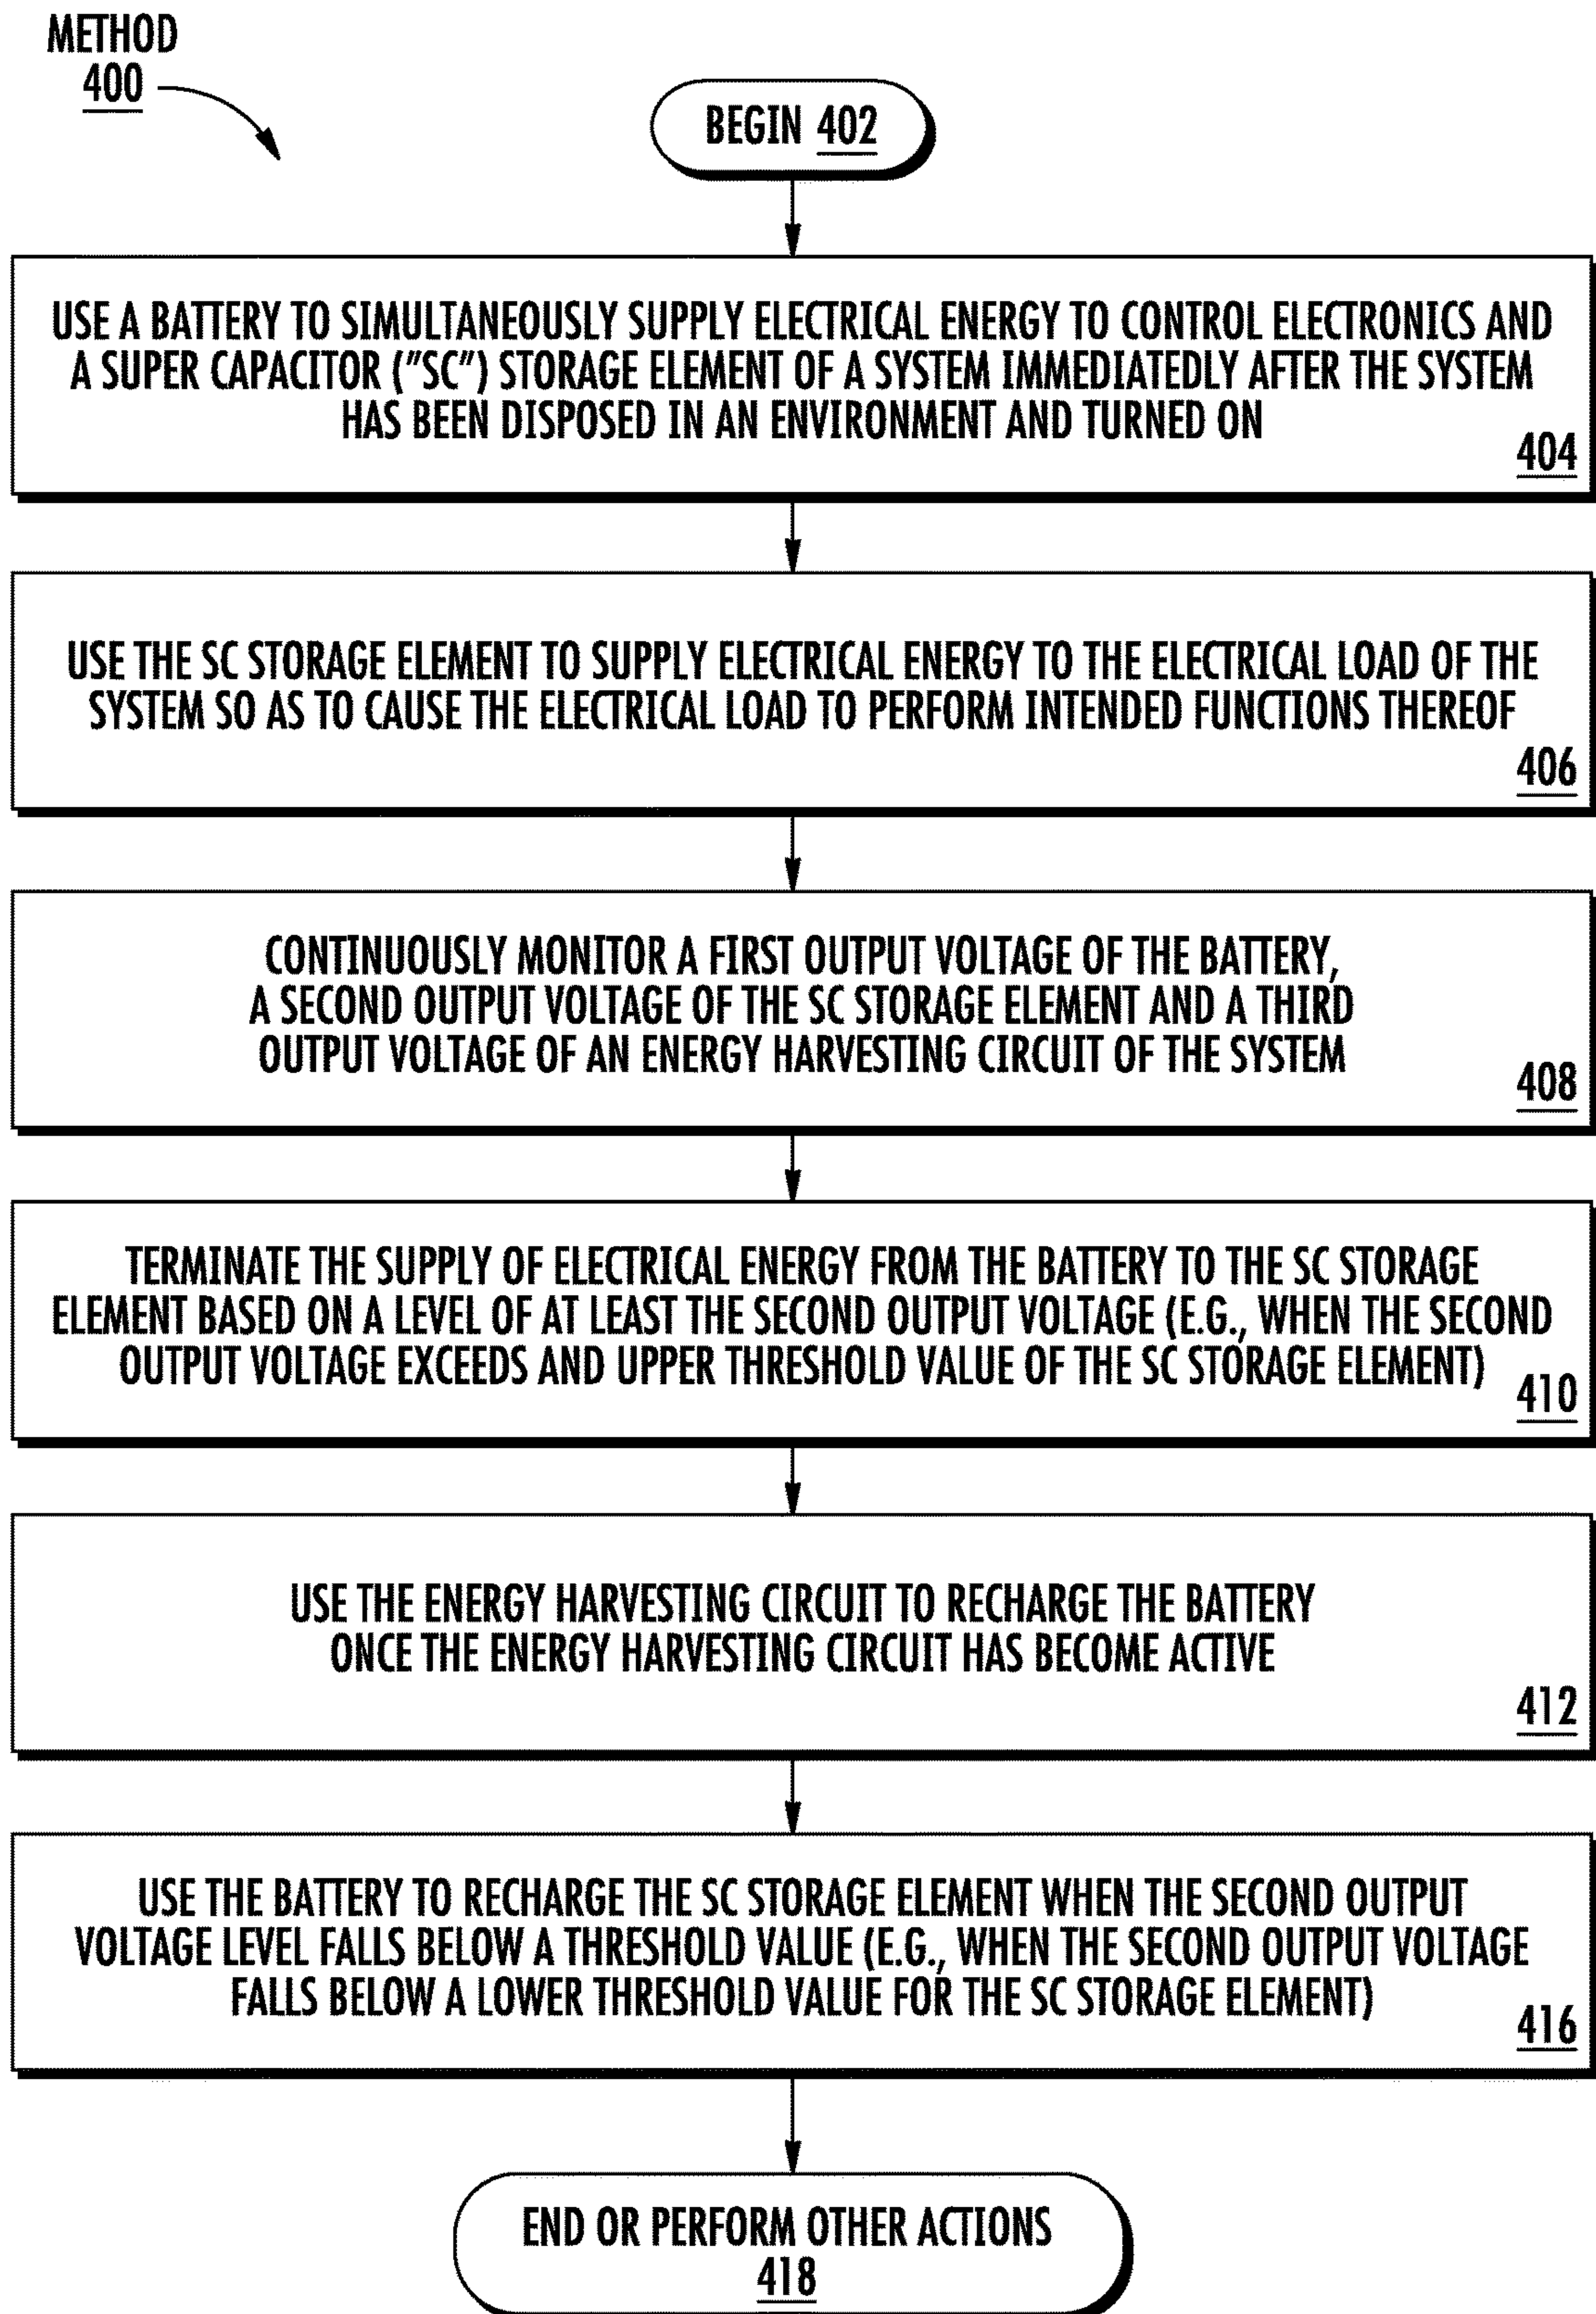 METHOD
400
BEGIN 402
USE A BATTERY TO SIMULTANEOUSLY SUPPLY ELECTRICAL ENERGY TO CONTROL ELECTRONICS AND
A SUPER CAPACITOR ("SC") STORAGE ELEMENT OF A SYSTEM IMMEDIATEDLY AFTER THE SYSTEM
HAS BEEN DISPOSED IN AN ENVIRONMENT AND TURNED ON
404
USE THE SC STORAGE ELEMENT TO SUPPLY ELECTRICAL ENERGY TO THE ELECTRICAL LOAD OF THE
SYSTEM SO AS TO CAUSE THE ELECTRICAL LOAD TO PERFORM INTENDED FUNCTIONS THEREOF
406
CONTINUOUSLY MONITOR A FIRST OUTPUT VOLTAGE OF THE BATTERY,
A SECOND OUTPUT VOLTAGE OF THE SC STORAGE ELEMENT AND A THIRD
OUTPUT VOLTAGE OF AN ENERGY HARVESTING CIRCUIT OF THE SYSTEM
408
TERMINATE THE SUPPLY OF ELECTRICAL ENERGY FROM THE BATTERY TO THE SC STORAGE
ELEMENT BASED ON A LEVEL OF AT LEAST THE SECOND OUTPUT VOLTAGE (E.G., WHEN THE SECOND
OUTPUT VOLTAGE EXCEEDS AND UPPER THRESHOLD VALUE OF THE SC STORAGE ELEMENT)
410
USE THE ENERGY HARVESTING CIRCUIT TO RECHARGE THE BATTERY
ONCE THE ENERGY HARVESTING CIRCUIT HAS BECOME ACTIVE
412
USE THE BATTERY TO RECHARGE THE SC STORAGE ELEMENT WHEN THE SECOND OUTPUT
VOLTAGE LEVEL FALLS BELOW A THRESHOLD VALUE (E.G., WHEN THE SECOND OUTPUT VOLTAGE
FALLS BELOW A LOWER THRESHOLD VALUE FOR THE SC STORAGE ELEMENT)
416
END OR PERFORM OTHER ACTIONS
418